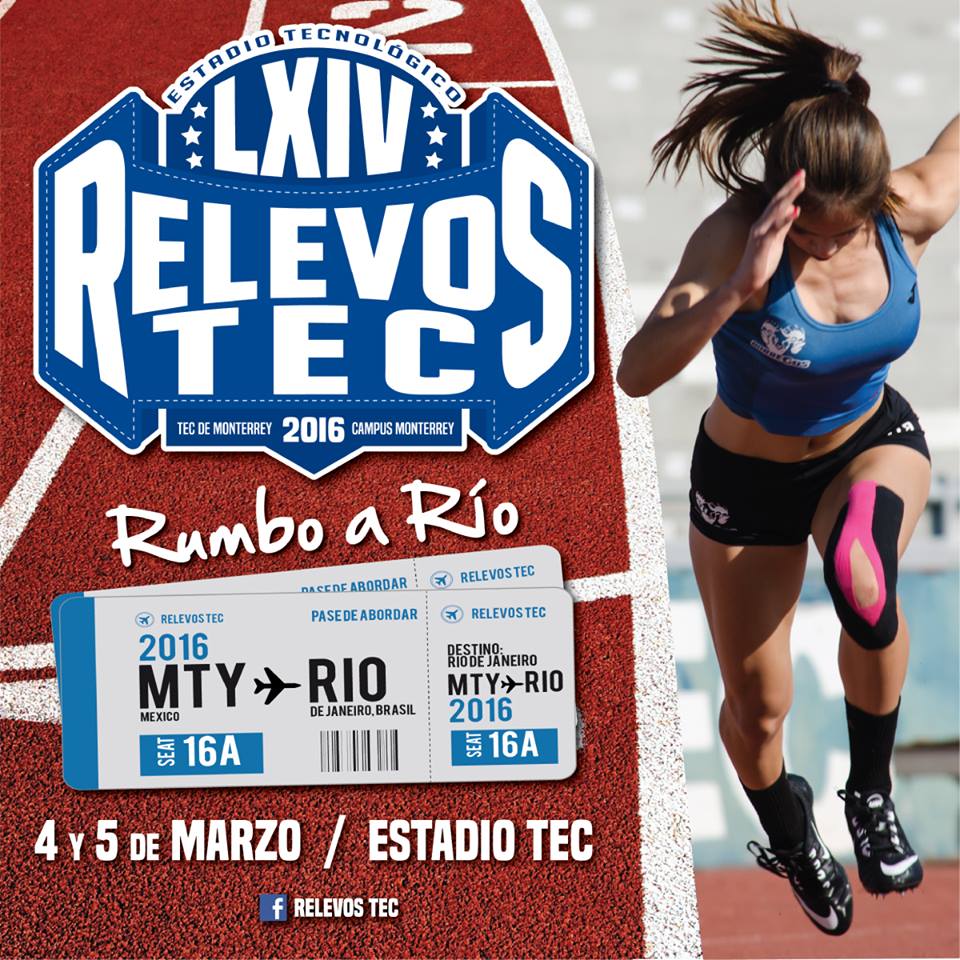 ESTADIO TECNOLÓGICO
LXIV
RELEVOS
TEC
TEC DE MONTERREY 2016 CAMPUS MONTERREY
Rumbo a Río
PASE DE ABORDAR RELEVOS TEC
RELEVOS TEC PASE DE ABORDAR
2016
MTY RIO
MEXICO DE JANEIRO, BRASIL
SEAT 16A
RELEVOS TEC
DESTINO:
RIO DE JANEIRO
MTY RIO
2016
SEAT 16A
4 Y 5 DE MARZO / ESTADIO TEC
f RELEVOS TEC
BORREGOS
2